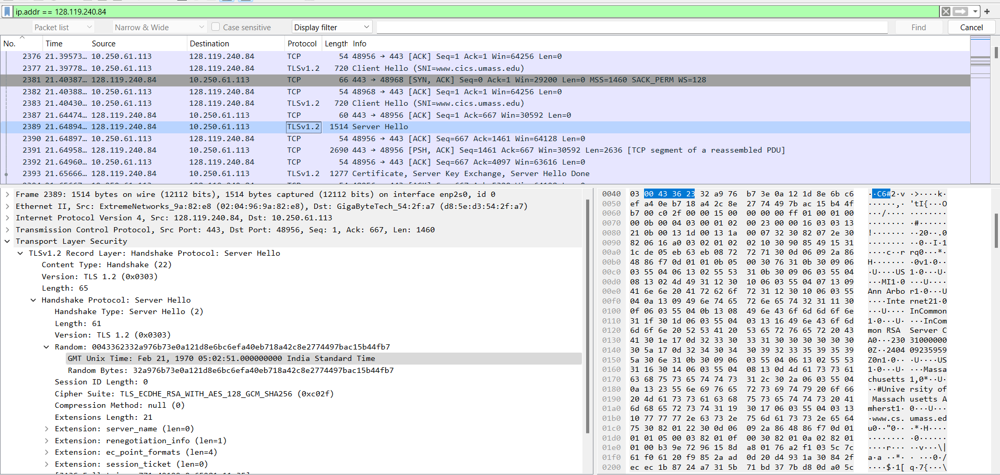 ip.addr == 128.119.240.84
Packet list Narrow & Wide Case sensitive Display filter Find Cancel
No. Time Source Destination Protocol Length Info
2376 21.39573… 10.250.61.113 128.119.240.84 TCP 54 48956 → 443 [ACK] Seq=1 Ack=1 Win=64256 Len=0
2377 21.39778… 10.250.61.113 128.119.240.84 TLSv1.2 720 Client Hello (SNI=www.cics.umass.edu)
2381 21.40387… 128.119.240.84 10.250.61.113 TCP 66 443 → 48968 [SYN, ACK] Seq=0 Ack=1 Win=29200 Len=0 MSS=1460 SACK_PERM WS=128
2382 21.40388… 10.250.61.113 128.119.240.84 TCP 54 48968 → 443 [ACK] Seq=1 Ack=1 Win=64256 Len=0
2383 21.40430… 10.250.61.113 128.119.240.84 TLSv1.2 720 Client Hello (SNI=www.cics.umass.edu)
2387 21.64474… 128.119.240.84 10.250.61.113 TCP 60 443 → 48956 [ACK] Seq=1 Ack=667 Win=30592 Len=0
2389 21.64894… 128.119.240.84 10.250.61.113 TLSv1.2 1514 Server Hello
2390 21.64897… 10.250.61.113 128.119.240.84 TCP 54 48956 → 443 [ACK] Seq=667 Ack=1461 Win=64128 Len=0
2391 21.64958… 128.119.240.84 10.250.61.113 TCP 2690 443 → 48956 [PSH, ACK] Seq=1461 Ack=667 Win=30592 Len=2636 [TCP segment of a reassembled PDU]
2392 21.64960… 10.250.61.113 128.119.240.84 TCP 54 48956 → 443 [ACK] Seq=667 Ack=4097 Win=63616 Len=0
2393 21.65666… 128.119.240.84 10.250.61.113 TLSv1.2 1277 Certificate, Server Key Exchange, Server Hello Done
Frame 2389: 1514 bytes on wire (12112 bits), 1514 bytes captured (12112 bits) on interface enp2s0, id 0
Ethernet II, Src: ExtremeNetworks_9a:82:e8 (02:04:96:9a:82:e8), Dst: GigaByteTech_54:2f:a7 (d8:5e:d3:54:2f:a7)
Internet Protocol Version 4, Src: 128.119.240.84, Dst: 10.250.61.113
Transmission Control Protocol, Src Port: 443, Dst Port: 48956, Seq: 1, Ack: 667, Len: 1460
Transport Layer Security
TLSv1.2 Record Layer: Handshake Protocol: Server Hello
Content Type: Handshake (22)
Version: TLS 1.2 (0x0303)
Length: 65
Handshake Protocol: Server Hello
Handshake Type: Server Hello (2)
Length: 61
Version: TLS 1.2 (0x0303)
Random: 0043362332a976b73e0a121d8e6bc6efa40eb718a42c8e2774497bac15b44fb7
GMT Unix Time: Feb 21, 1970 05:02:51.000000000 India Standard Time
Random Bytes: 32a976b73e0a121d8e6bc6efa40eb718a42c8e2774497bac15b44fb7
Session ID Length: 0
Cipher Suite: TLS_ECDHE_RSA_WITH_AES_128_GCM_SHA256 (0xc02f)
Compression Method: null (0)
Extensions Length: 21
Extension: server_name (len=0)
Extension: renegotiation_info (len=1)
Extension: ec_point_formats (len=4)
Extension: session_ticket (len=0)
0040 03 00 43 36 23 32 a9 76 b7 3e 0a 12 1d 8e 6b c6 ··C6#2·v ·>····k·
0050 ef a4 0e b7 18 a4 2c 8e 27 74 49 7b ac 15 b4 4f ······,· 'tI{···O
0060 b7 00 c0 2f 00 00 15 00 00 00 00 ff 01 00 01 00 ···/···· ········
0070 00 0b 00 04 03 00 01 02 00 23 00 00 16 03 03 13 ········ ·#······
0080 21 0b 00 13 1d 00 13 1a 00 07 32 30 82 07 2e 30 !······· ··20··.0
0090 82 06 16 a0 03 02 01 02 02 10 30 90 85 49 15 31 ········ ··0··I·1
00a0 1c de 05 eb 63 eb 08 72 72 71 30 0d 06 09 2a 86 ····c··r rq0···*·
00b0 48 86 f7 0d 01 01 0b 05 00 30 76 31 0b 30 09 06 H······· ·0v1·0··
00c0 03 55 04 06 13 02 55 53 31 0b 30 09 06 03 55 04 ·U····US 1·0···U·
00d0 08 13 02 4d 49 31 12 30 10 06 03 55 04 07 13 09 ···MI1·0 ···U····
00e0 41 6e 6e 20 41 72 62 6f 72 31 12 30 10 06 03 55 Ann Arbo r1·0···U
00f0 04 0a 13 09 49 6e 74 65 72 6e 65 74 32 31 11 30 ····Inte rnet21·0
0100 0f 06 03 55 04 0b 13 08 49 6e 43 6f 6d 6d 6f 6e ···U···· InCommon
0110 31 1f 30 1d 06 03 55 04 03 13 16 49 6e 43 6f 6d 1·0···U· ···InCom
0120 6d 6f 6e 20 52 53 41 20 53 65 72 76 65 72 20 43 mon RSA Server C
0130 41 30 1e 17 0d 32 33 30 33 31 30 30 30 30 30 30 A0···230 31000000
0140 30 5a 17 0d 32 34 30 34 30 39 32 33 35 39 35 39 0Z··2404 09235959
0150 5a 30 6e 31 0b 30 09 06 03 55 04 06 13 02 55 53 Z0n1·0·· ·U····US
0160 31 16 30 14 06 03 55 04 08 13 0d 4d 61 73 73 61 1·0···U· ···Massa
0170 63 68 75 73 65 74 74 73 31 2c 30 2a 06 03 55 04 chusetts 1,0*··U·
0180 0a 13 23 55 6e 69 76 65 72 73 69 74 79 20 6f 66 ··#Unive rsity of
0190 20 4d 61 73 73 61 63 68 75 73 65 74 74 73 20 41 Massach usetts A
01a0 6d 68 65 72 73 74 31 19 30 17 06 03 55 04 03 13 mherst1· 0···U···
01b0 10 77 77 77 2e 63 73 2e 75 6d 61 73 73 2e 65 64 ·www.cs. umass.ed
01c0 75 30 82 01 22 30 0d 06 09 2a 86 48 86 f7 0d 01 u0··"0·· ·*·H····
01d0 01 01 05 00 03 82 01 0f 00 30 82 01 0a 02 82 01 ········ ·0······
01e0 01 00 b3 9e 72 96 15 8d a8 01 76 a2 f1 03 5c 7c ····r··· ··v···\|
01f0 61 f0 61 20 f9 85 2a ad 0d 20 d4 93 1a 30 84 2f a·a ··*· · ···0·/
0200 ec ec 1b 87 24 a7 31 5b 71 bd 37 7b d8 0d a0 5c ····$·1[ q·7{···\